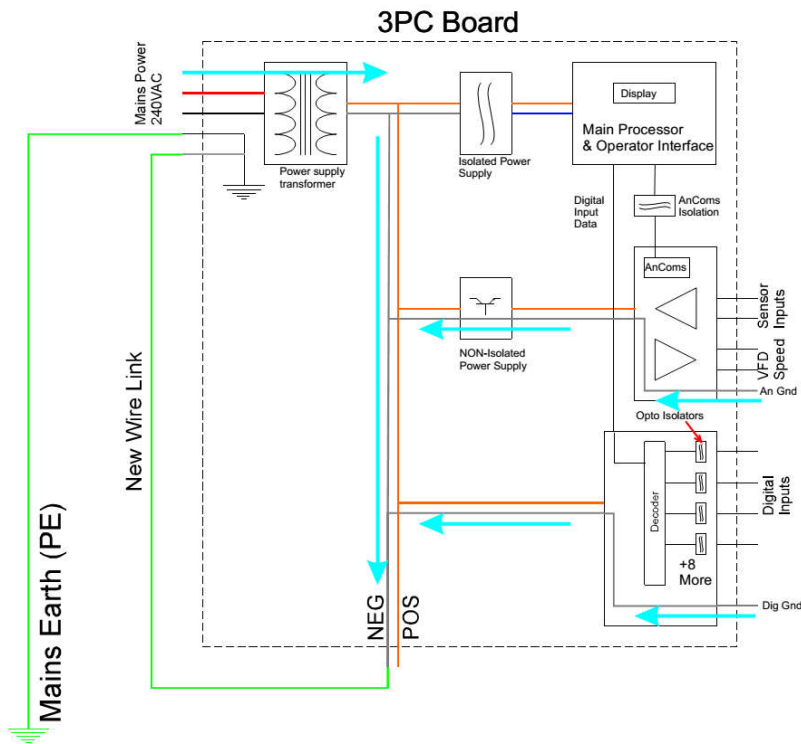 3PC Board
Mains Power
240VAC
Power supply
transformer
Isolated Power
Supply
Display
Main Processor
& Operator Interface
Digital
Input
Data
AnComs
Isolation
AnComs
Sensor
Inputs
VFD
Speed
An Gnd
NON-Isolated
Power Supply
Opto Isolators
Decoder
Digital
Inputs
+8
More
Dig Gnd
NEG
POS
New Wire Link
Mains Earth (PE)